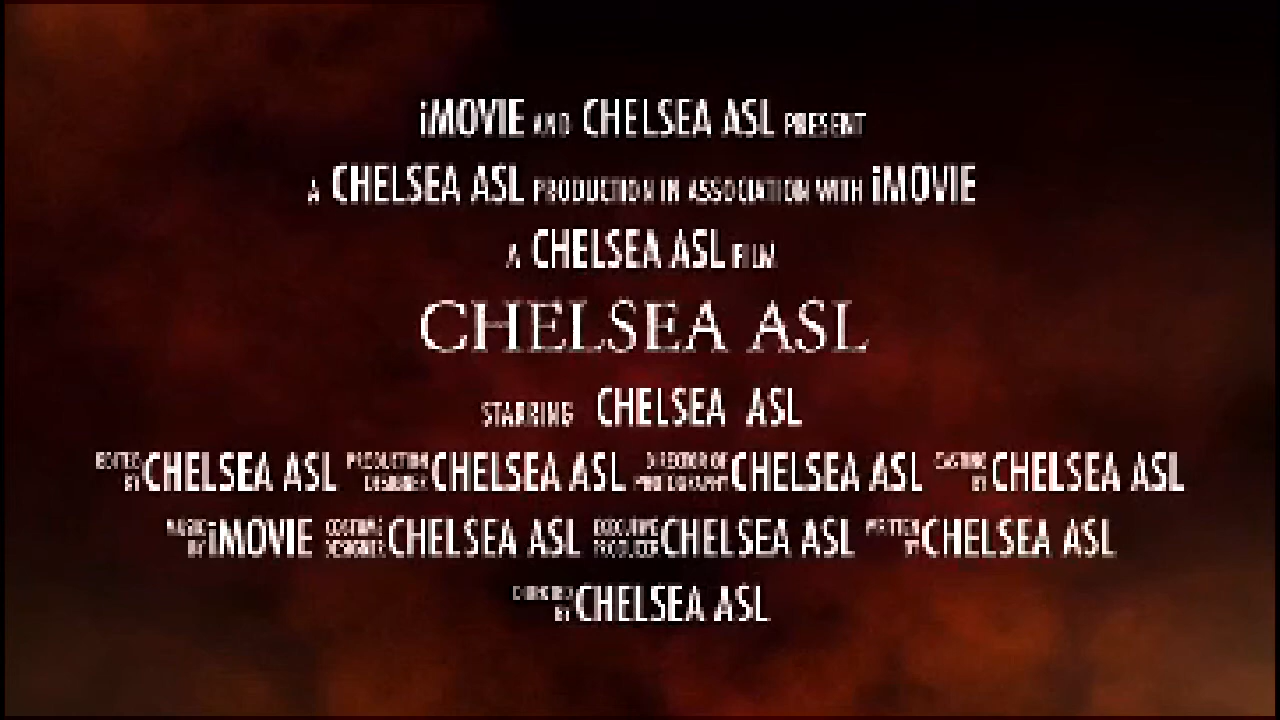 iMOVIE AND CHELSEA ASL PRESENT
A CHELSEA ASL PRODUCTION IN ASSOCIATION WITH iMOVIE
A CHELSEA ASL FILM
CHELSEA ASL
STARRING CHELSEA ASL
EDITED BY CHELSEA ASL PRODUCTION DESIGNER CHELSEA ASL DIRECTOR OF PHOTOGRAPHY CHELSEA ASL CASTING BY CHELSEA ASL
MUSIC BY iMOVIE COSTUME DESIGNER CHELSEA ASL EXECUTIVE PRODUCER CHELSEA ASL WRITTEN BY CHELSEA ASL
DIRECTED BY CHELSEA ASL